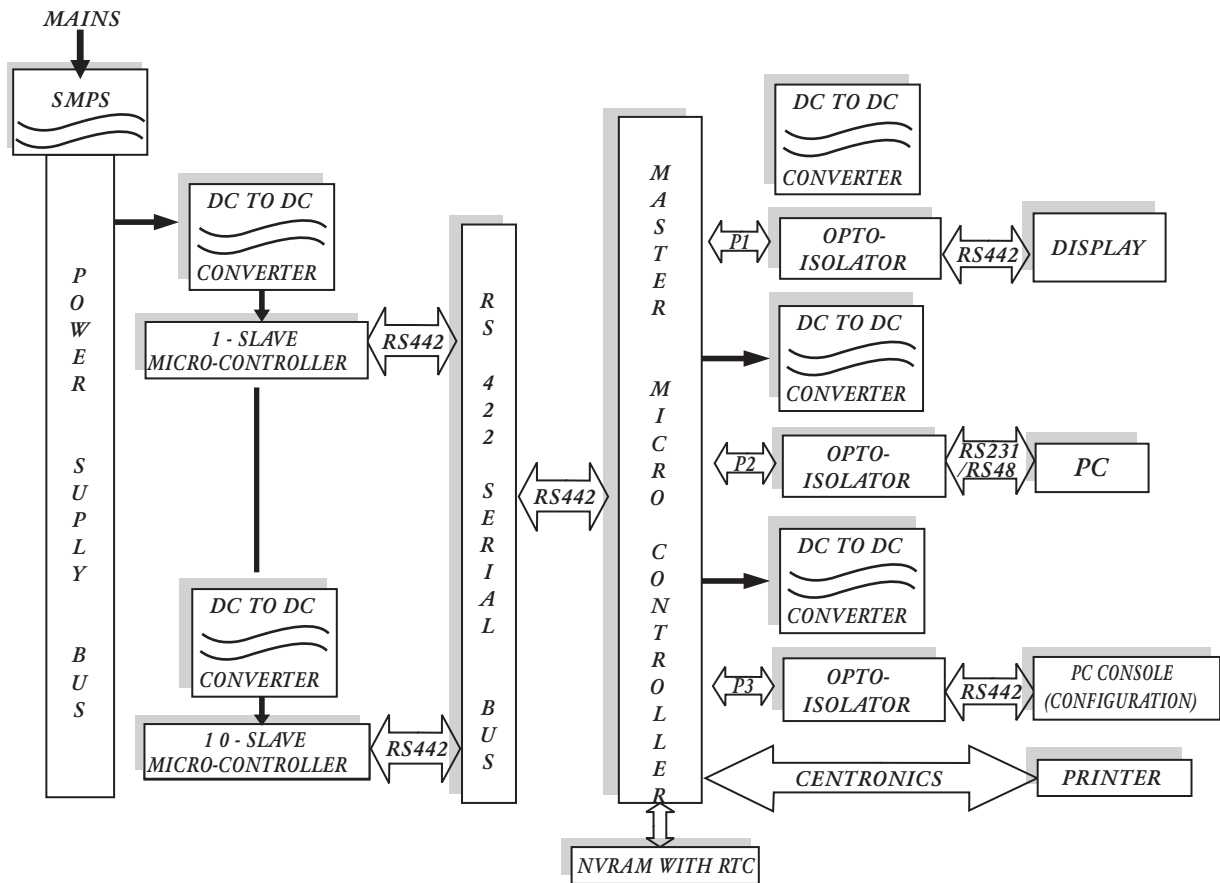 MAINS
SMPS
POWER SUPPLY BUS
DC TO DC
CONVERTER
1 - SLAVE
MICRO-CONTROLLER
RS442
DC TO DC
CONVERTER
1 0 - SLAVE
MICRO-CONTROLLER
RS442
RS 422 SERIAL BUS
RS442
MASTER MICRO CONTROLLER
DC TO DC
CONVERTER
P1
OPTO-
ISOLATOR
RS442
DISPLAY
DC TO DC
CONVERTER
P2
OPTO-
ISOLATOR
RS231
/RS48
PC
DC TO DC
CONVERTER
P3
OPTO-
ISOLATOR
RS442
PC CONSOLE
(CONFIGURATION)
CENTRONICS
PRINTER
NVRAM WITH RTC